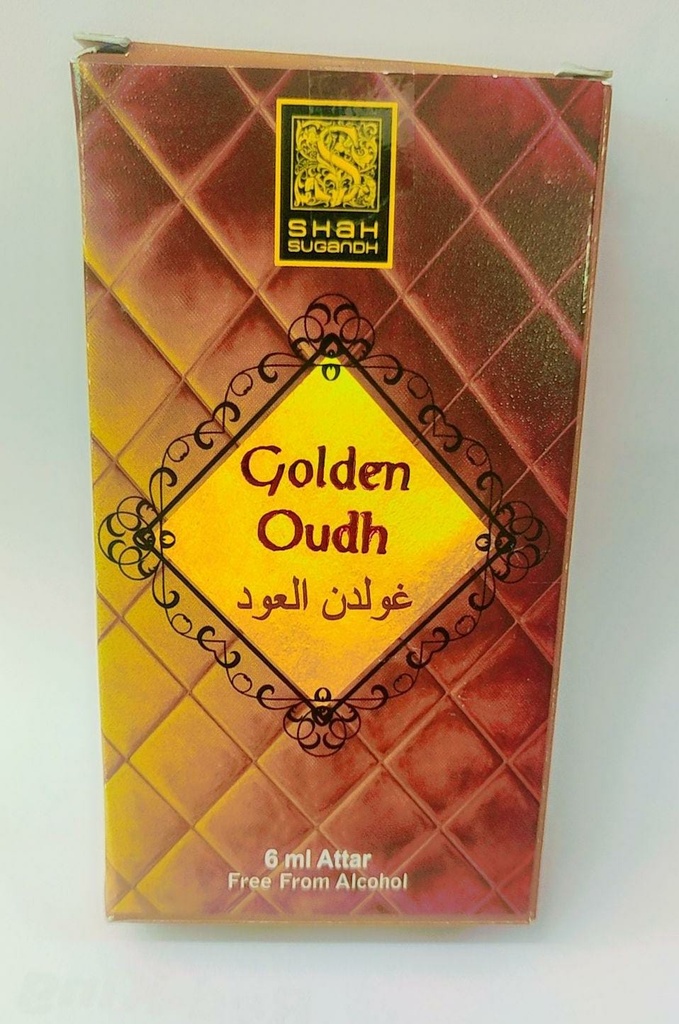 SHAH
SUGANDH
Golden
Oudh
غولدن العود
6 ml Attar
Free From Alcohol